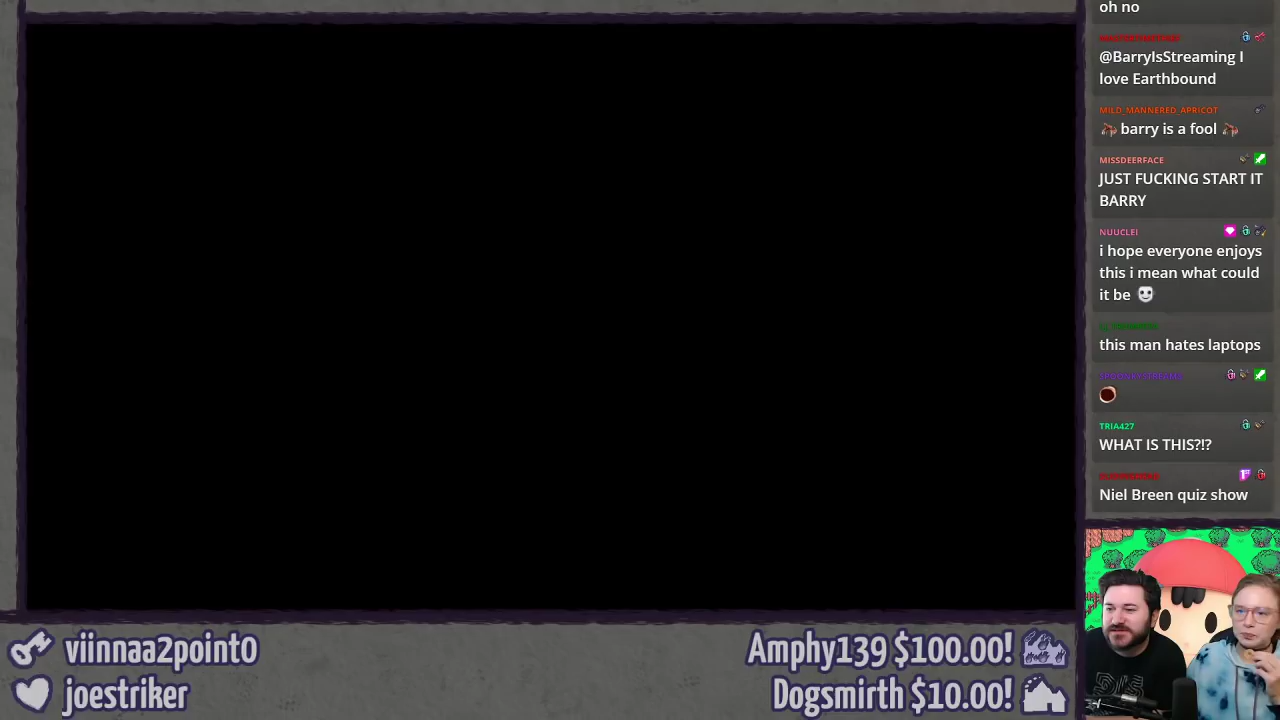 oh no
@BarryIsStreaming I
love Earthbound
MILD_MANNERED_APRICOT
barry is a fool
MISSDEERFACE
JUST FUCKING START IT
BARRY
NUUCLEI
i hope everyone enjoys
this i mean what could
it be
this man hates laptops
TRIA427
WHAT IS THIS?!?
Niel Breen quiz show
viinnaa2point0
joestriker
Amphy139 $100.00!
Dogsmirth $10.00!